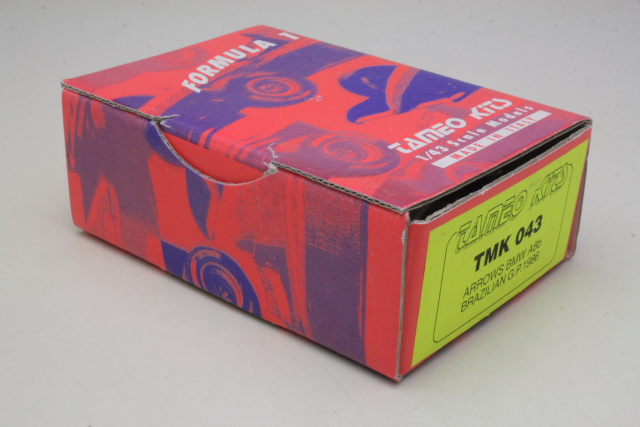 FORMULA 1
TAMEO KITS
1/43 Scale Models
MADE IN ITALY
TAMEO KITS
TMK 043
ARROWS BMW A8b
BRAZILIAN G.P. 1986